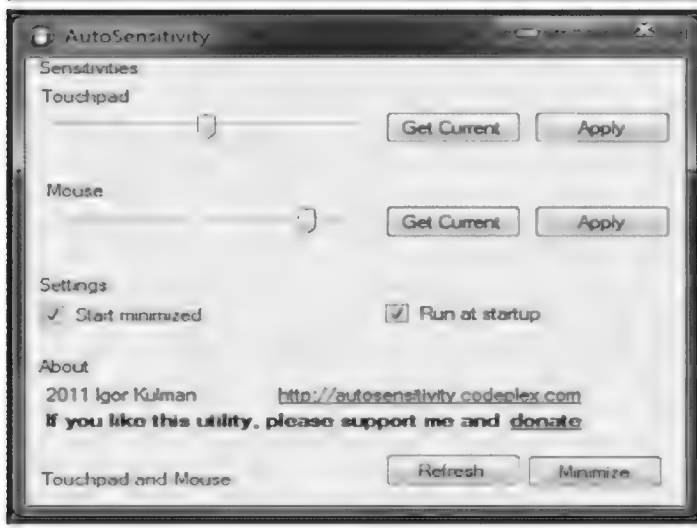 AutoSensitivity
Sensitivities
Touchpad
Get Current Apply
Mouse
Get Current Apply
Settings
Start minimized Run at startup
About
2011 Igor Kulman http://autosensitivity.codeplex.com
If you like this utility, please support me and donate
Touchpad and Mouse Refresh Minimize